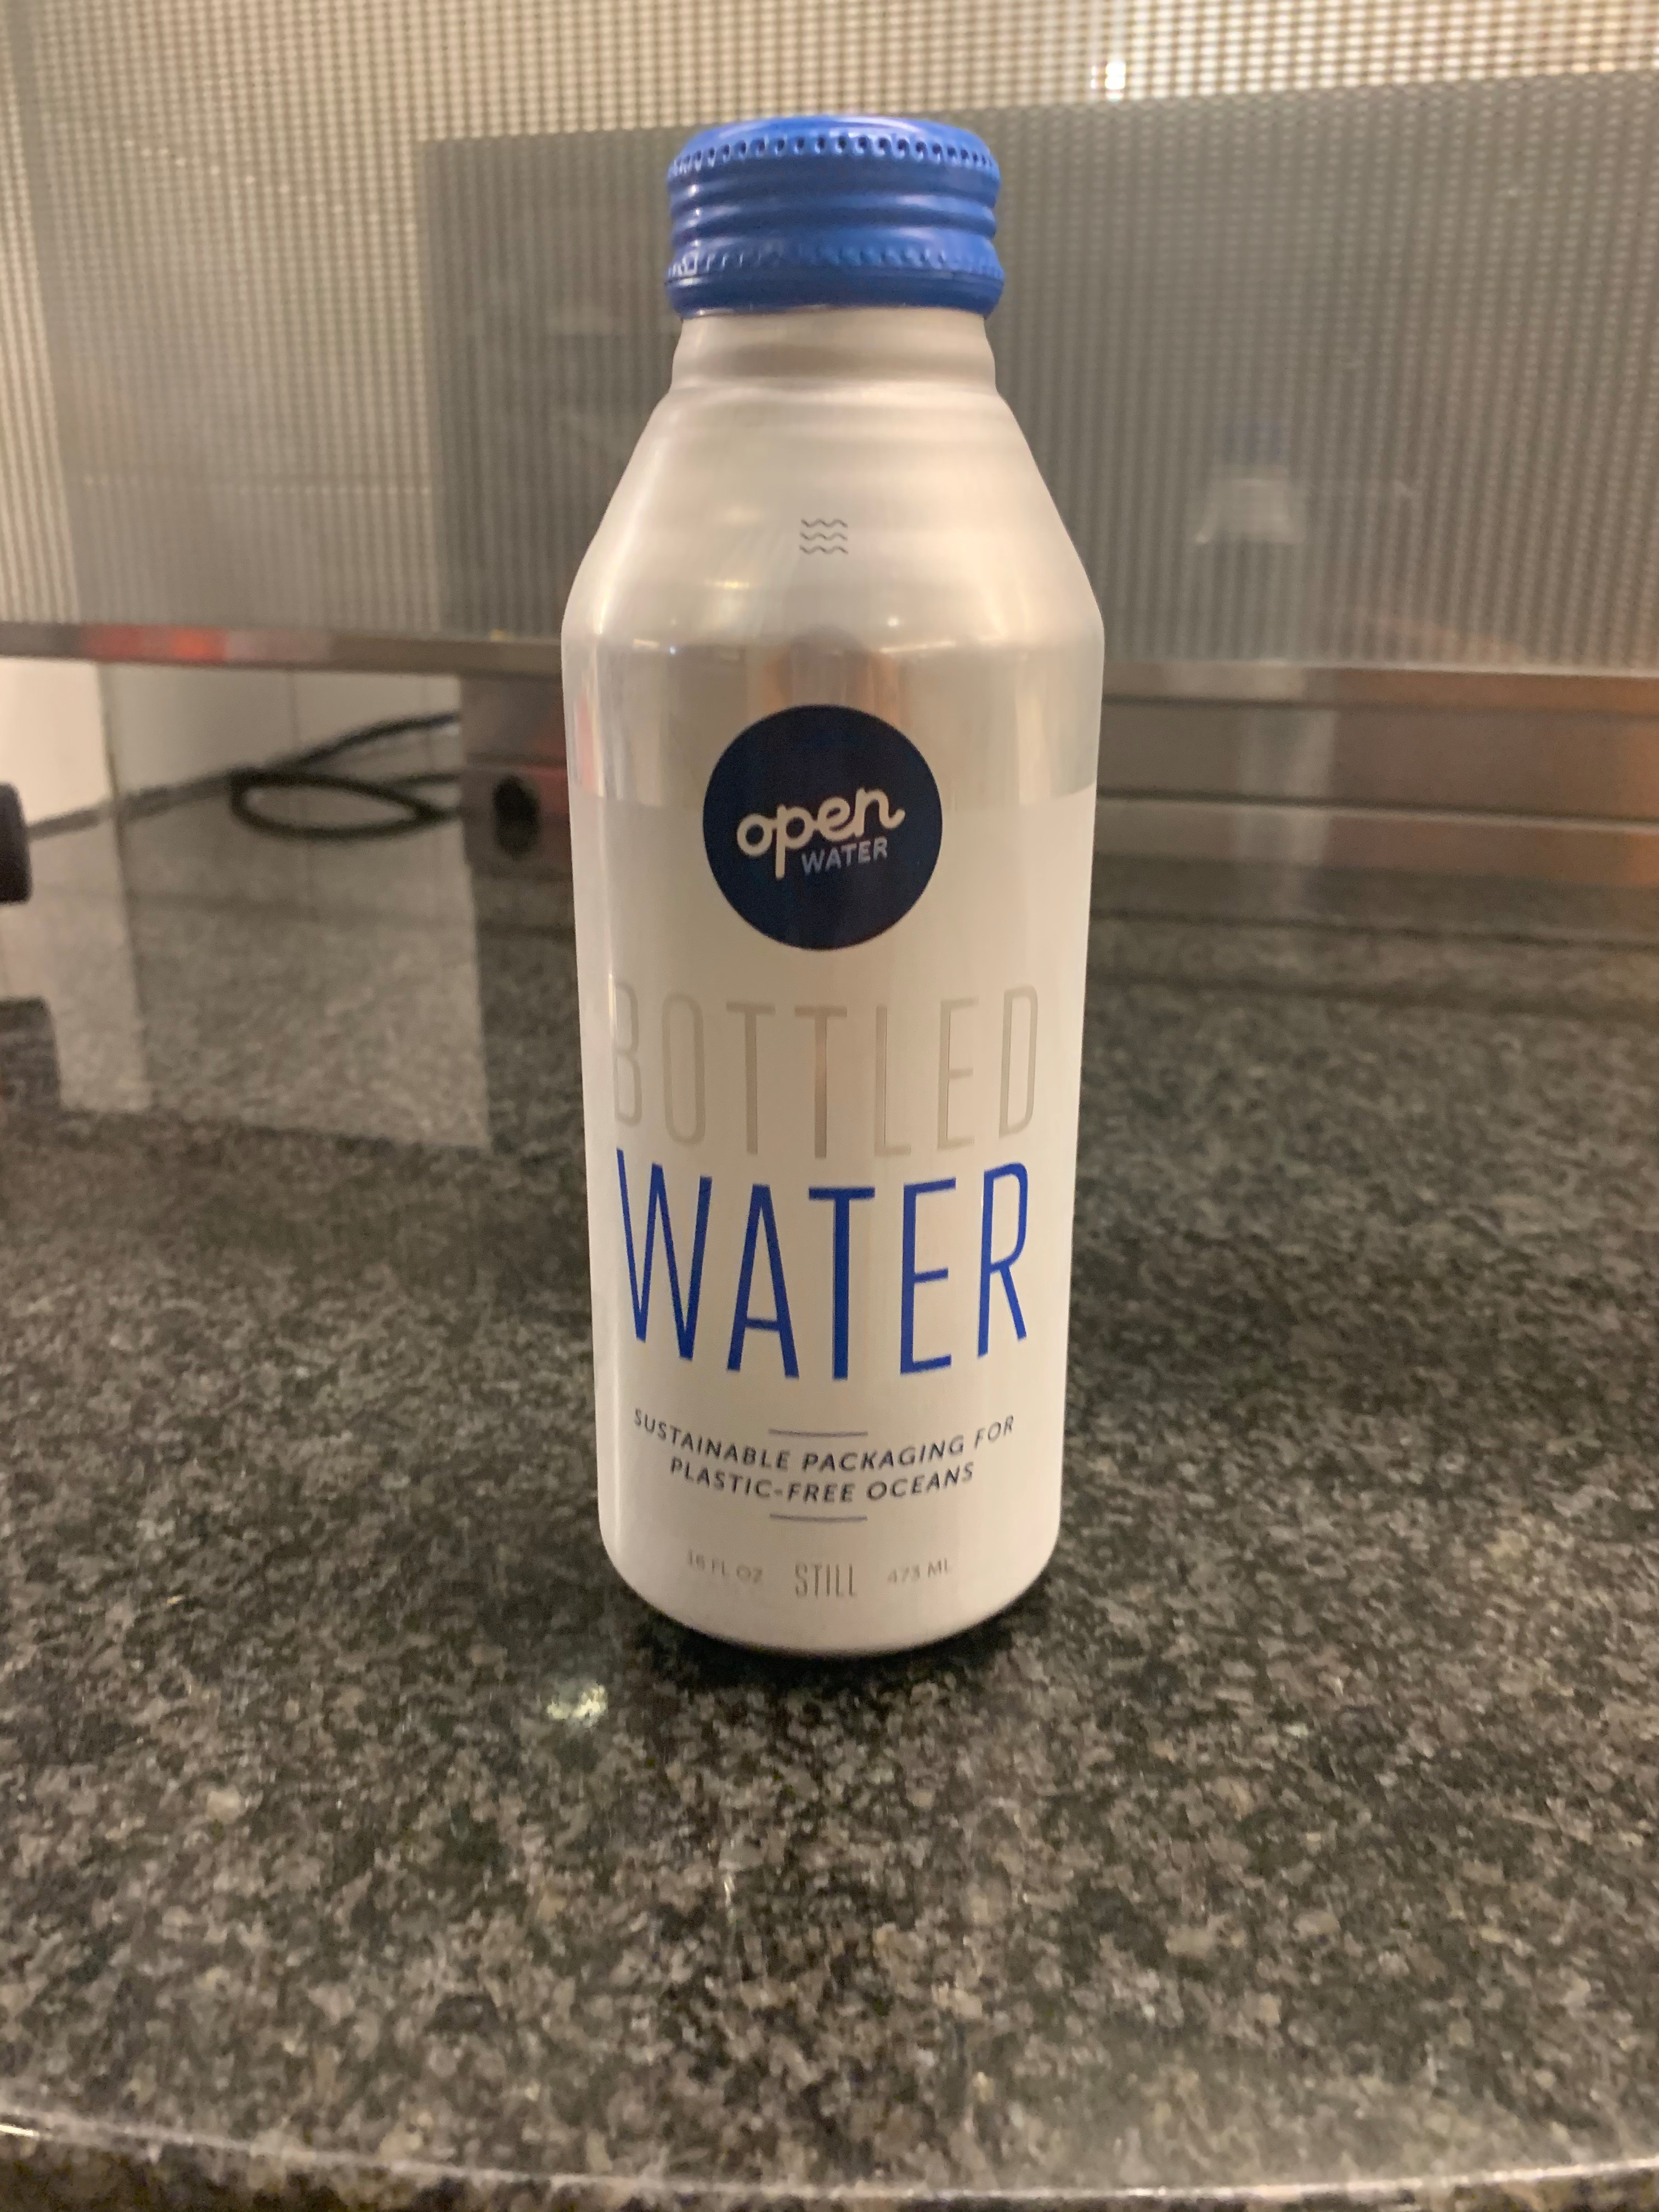 open
WATER
BOTTLED
WATER
SUSTAINABLE PACKAGING FOR
PLASTIC-FREE OCEANS
16 FL OZ STILL 473 ML